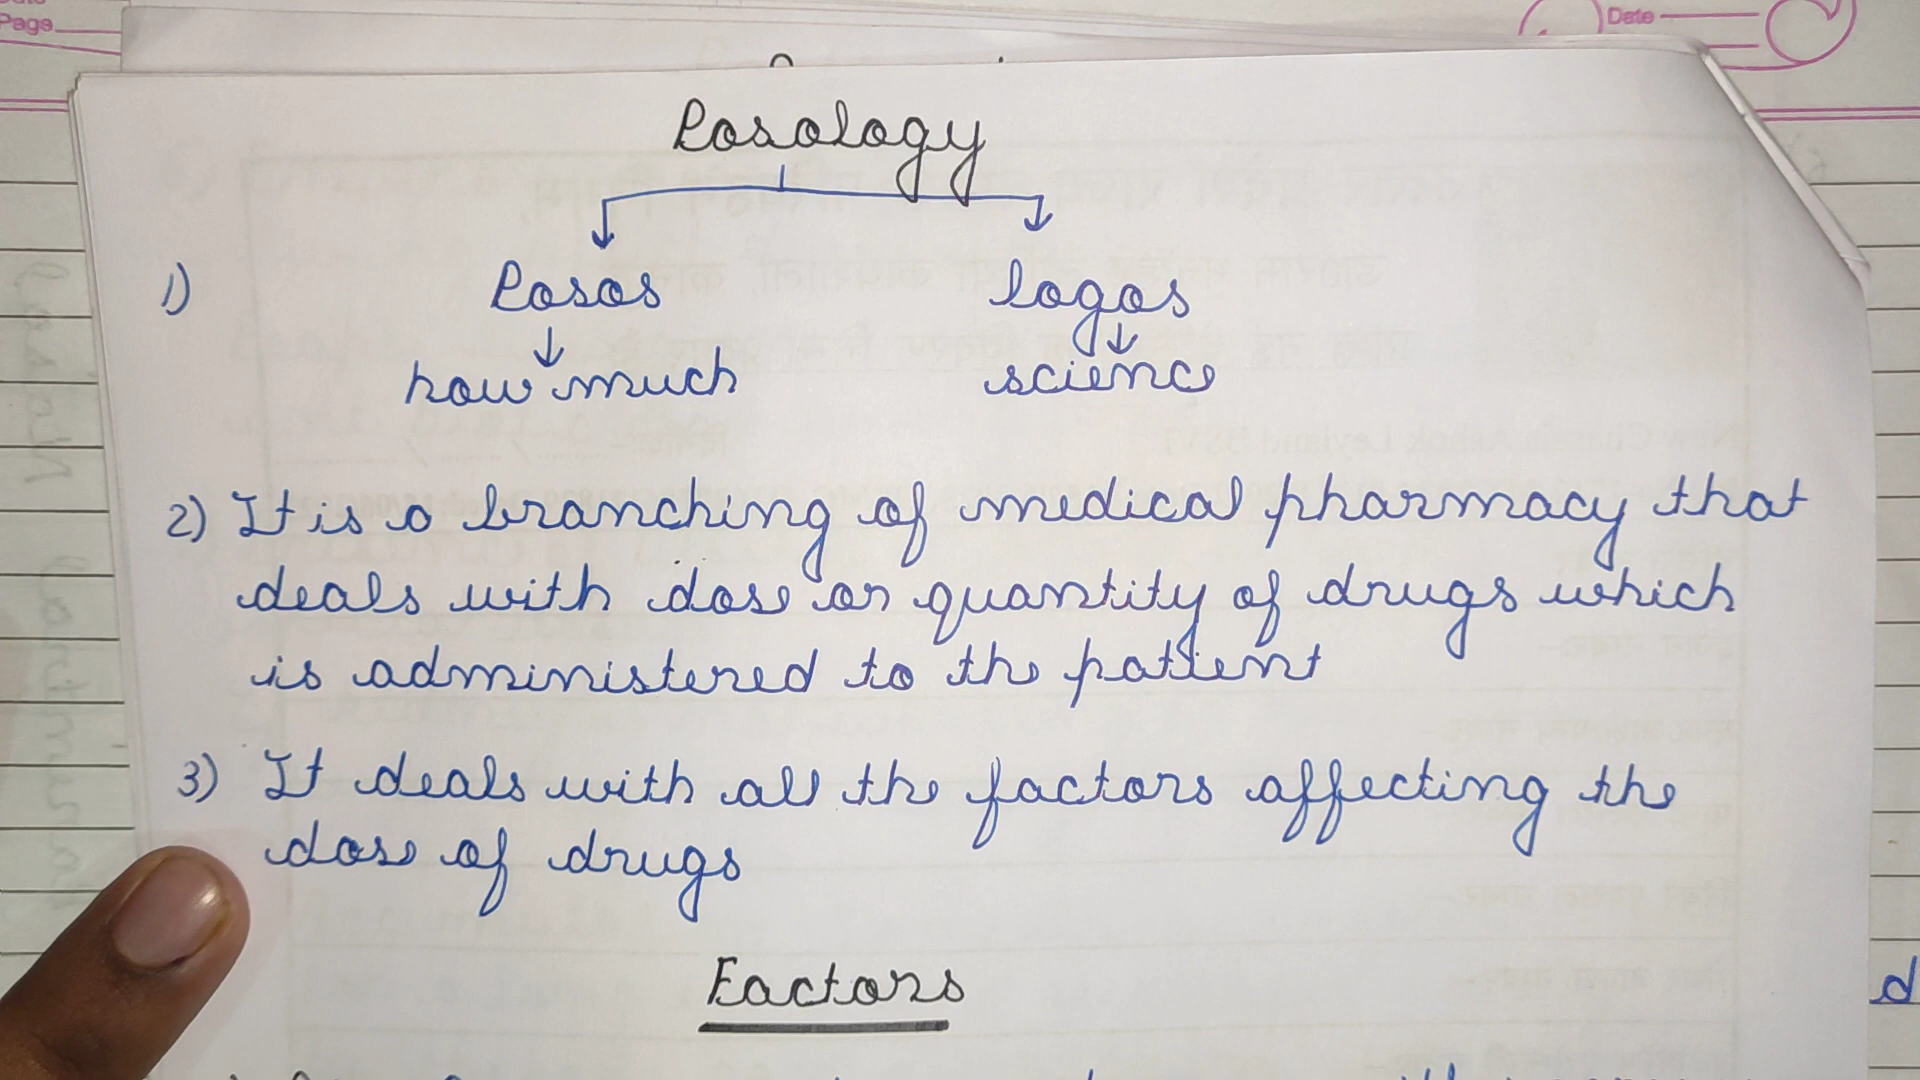 Page
Date
Posology
1) Posos logos
how much science
2) It is a branching of medical pharmacy that
deals with dose or quantity of drugs which
is administered to the patient
3) It deals with all the factors affecting the
dose of drugs
Factors